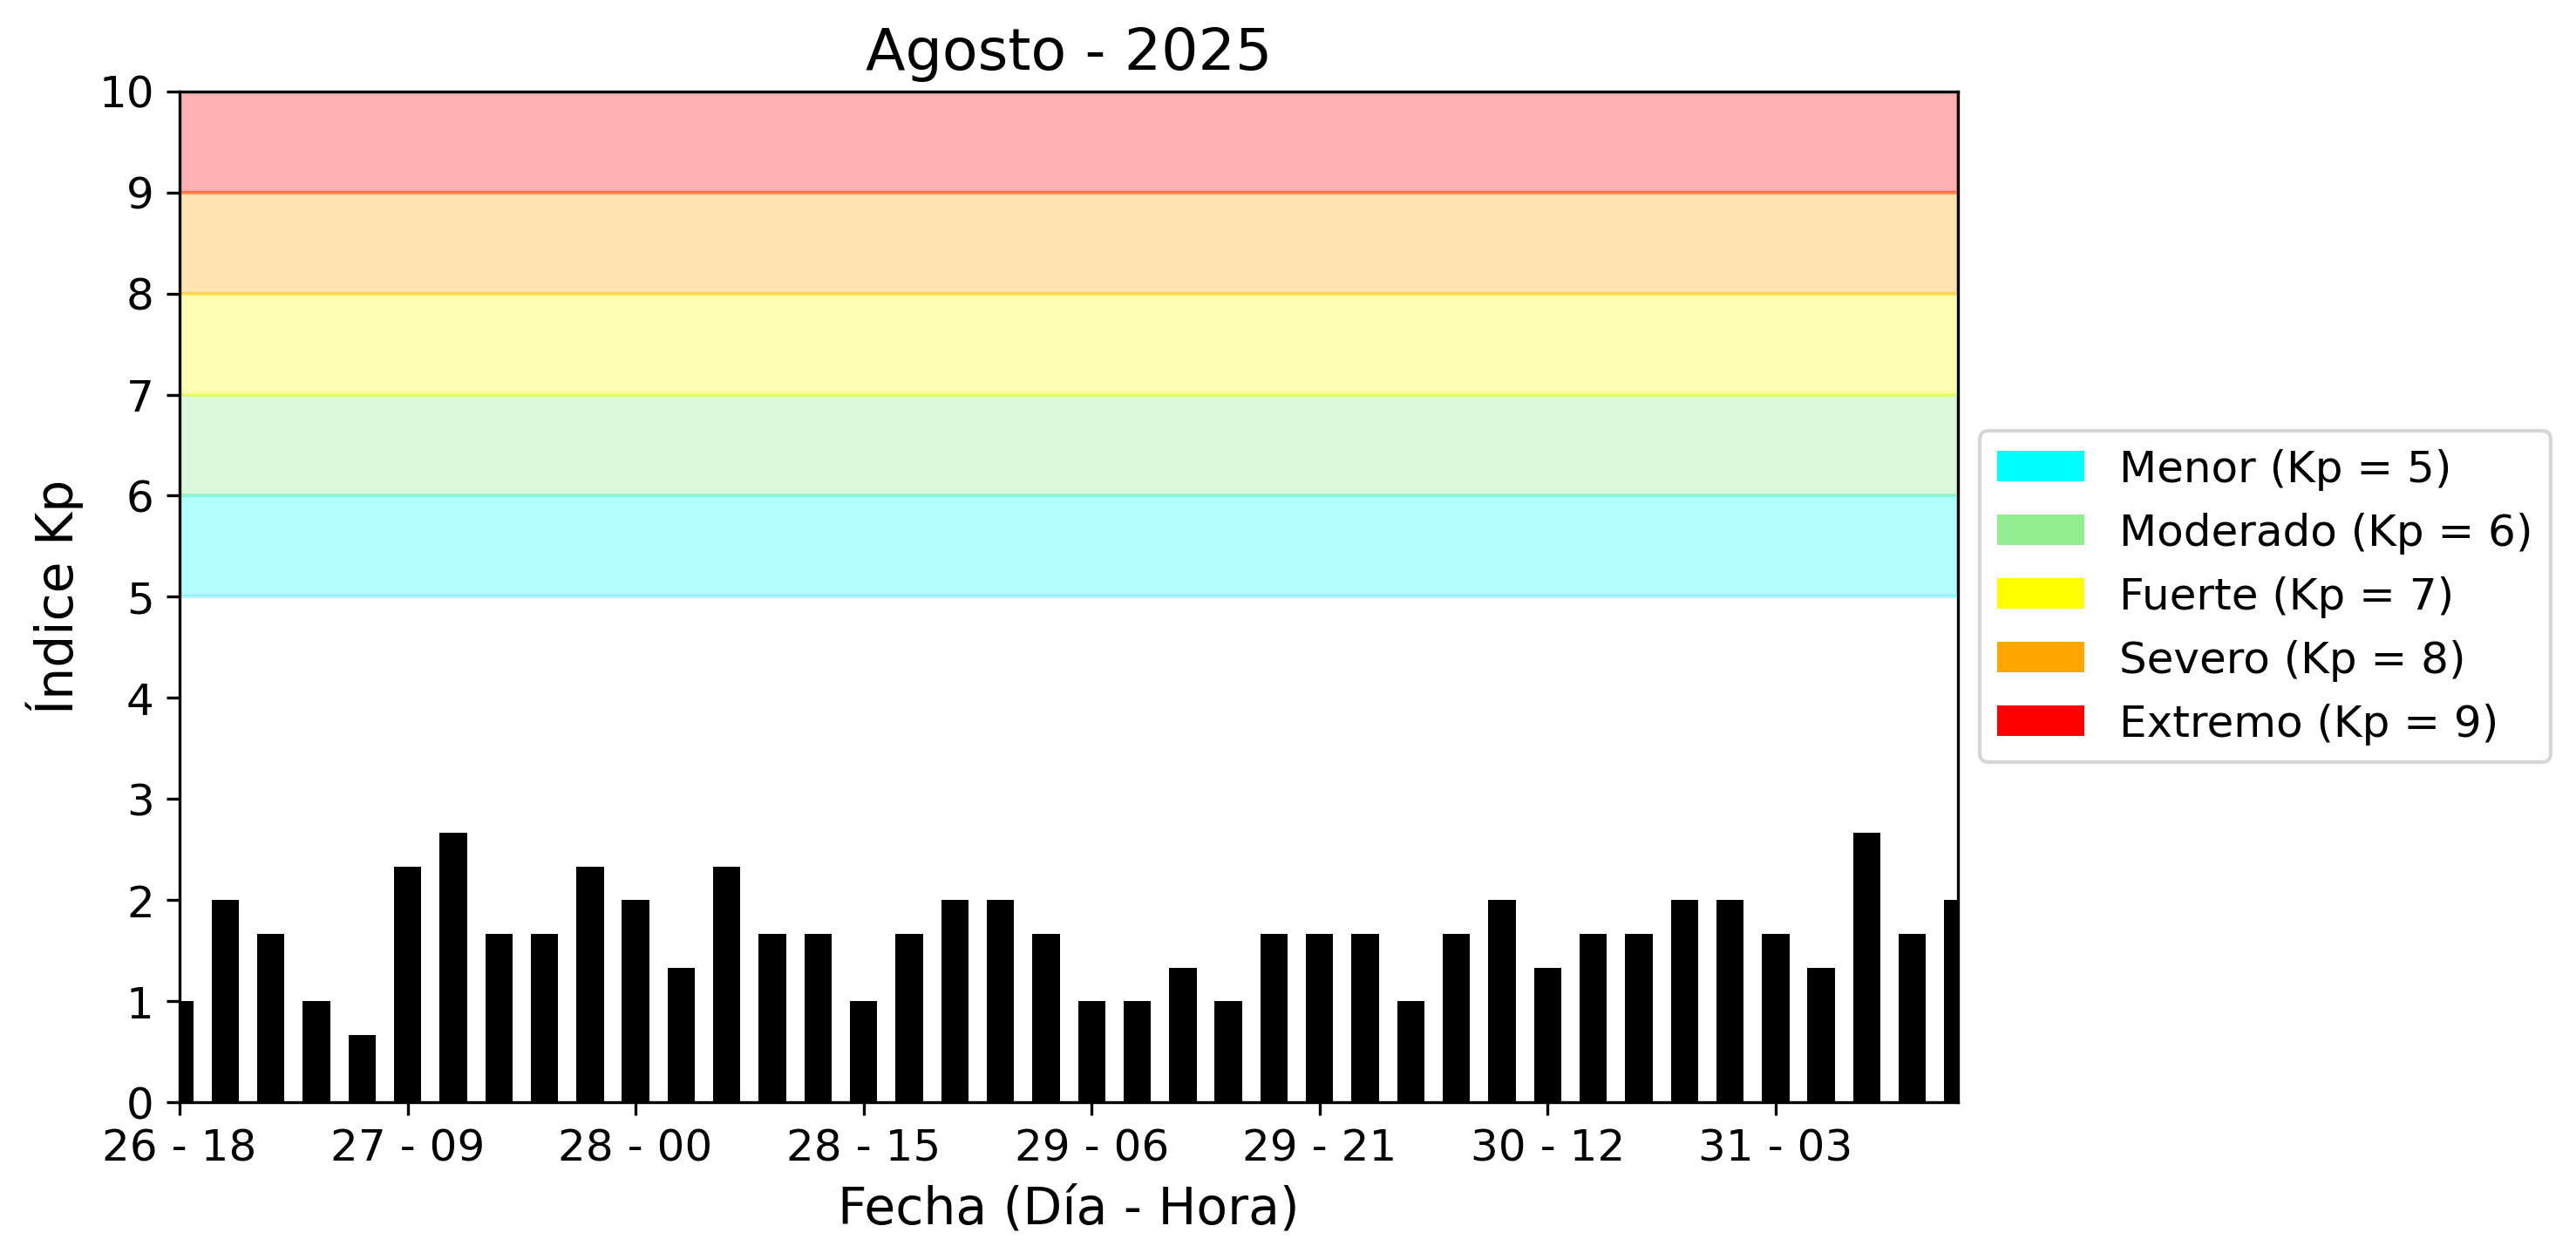 Agosto - 2025
10
9
8
7
6
5
4
3
2
1
0
Índice Kp
26 - 18
27 - 09
28 - 00
28 - 15
29 - 06
29 - 21
30 - 12
31 - 03
Fecha (Día - Hora)
Menor (Kp = 5)
Moderado (Kp = 6)
Fuerte (Kp = 7)
Severo (Kp = 8)
Extremo (Kp = 9)